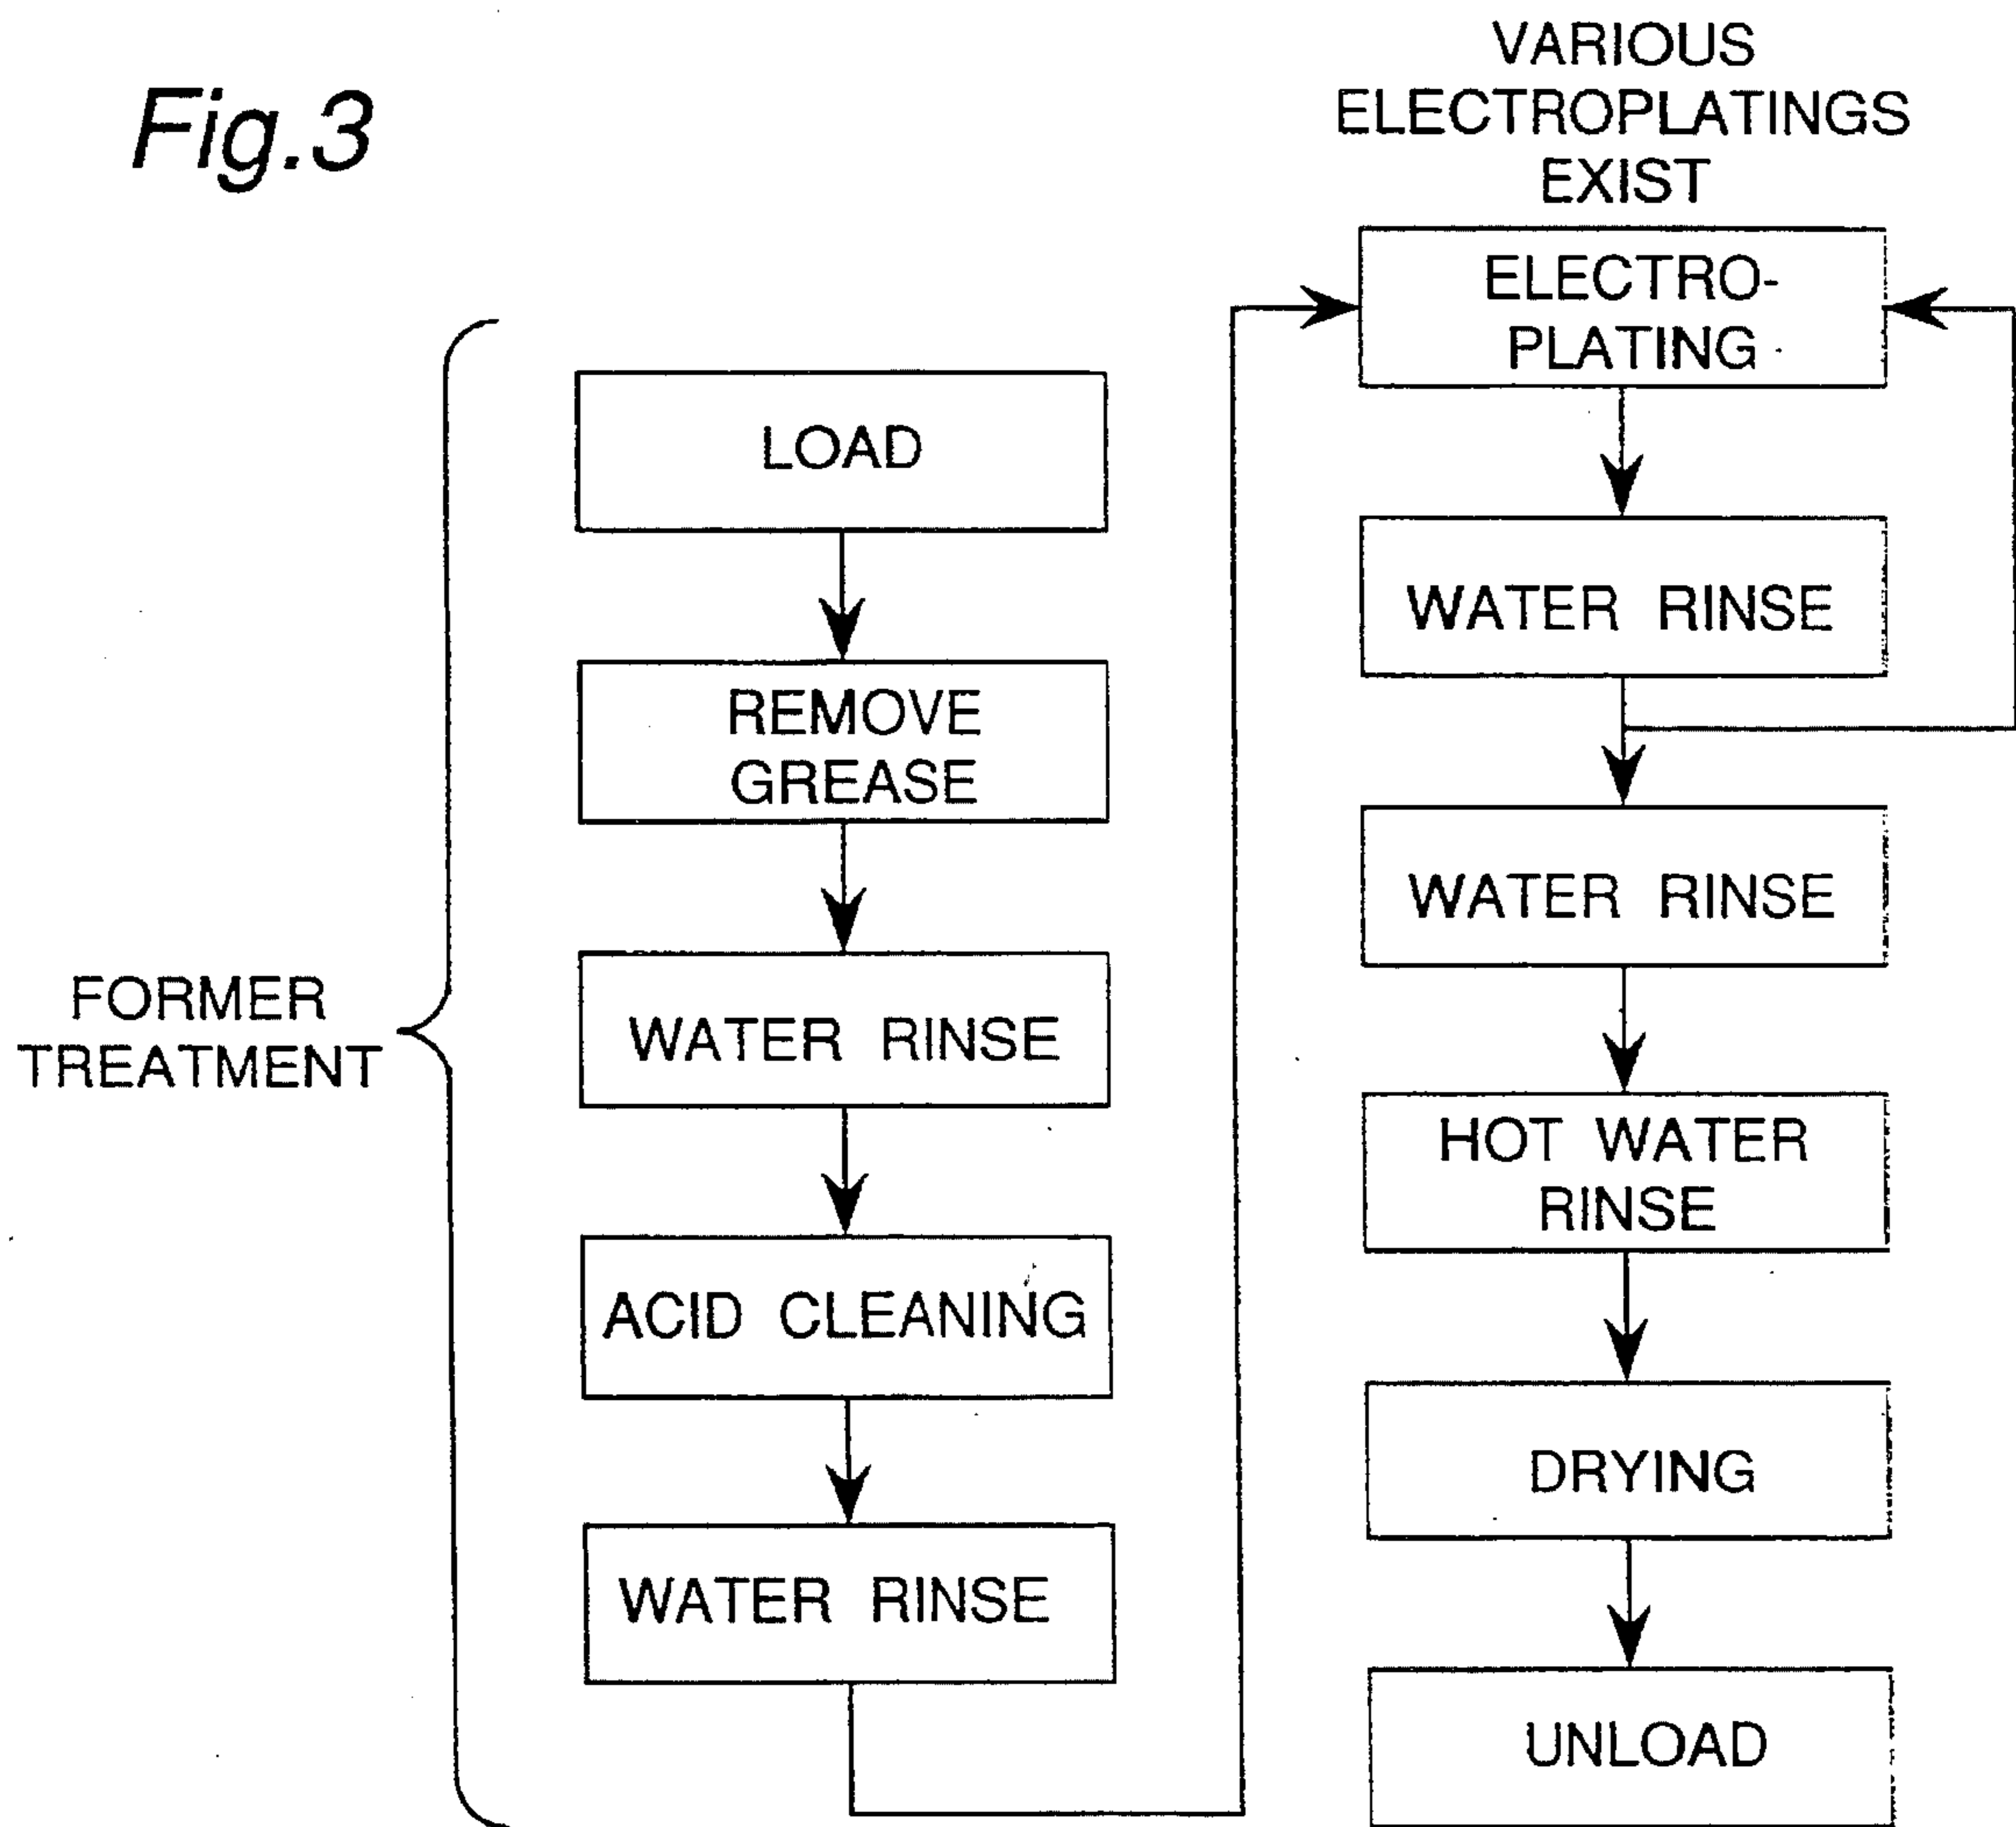 Fig.3
FORMER
TREATMENT
LOAD
REMOVE
GREASE
WATER RINSE
ACID CLEANING
WATER RINSE
VARIOUS
ELECTROPLATINGS
EXIST
ELECTRO-
PLATING
WATER RINSE
WATER RINSE
HOT WATER
RINSE
DRYING
UNLOAD